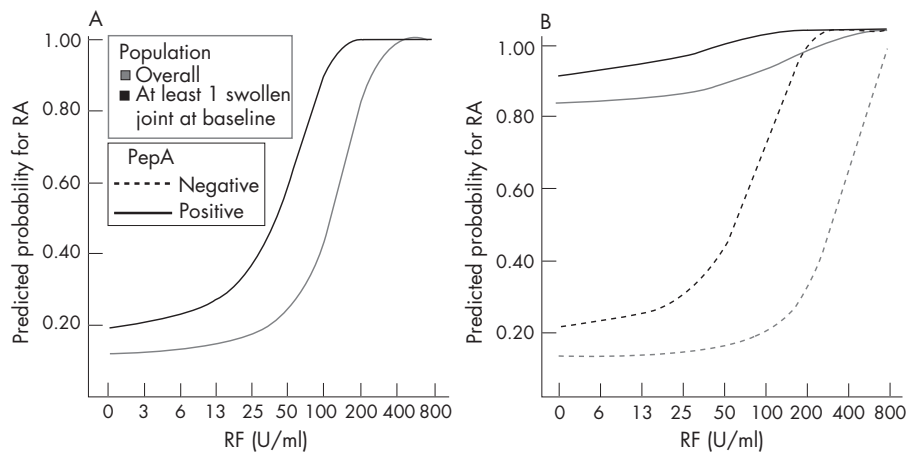 A
Predicted probability for RA
1.00
0.80
0.60
0.40
0.20
Population
Overall
At least 1 swollen
joint at baseline
PepA
Negative
Positive
0 3 6 13 25 50 100 200 400 800
RF (U/ml)
B
Predicted probability for RA
1.00
0.80
0.60
0.40
0.20
0 6 13 25 50 100 200 400 800
RF (U/ml)